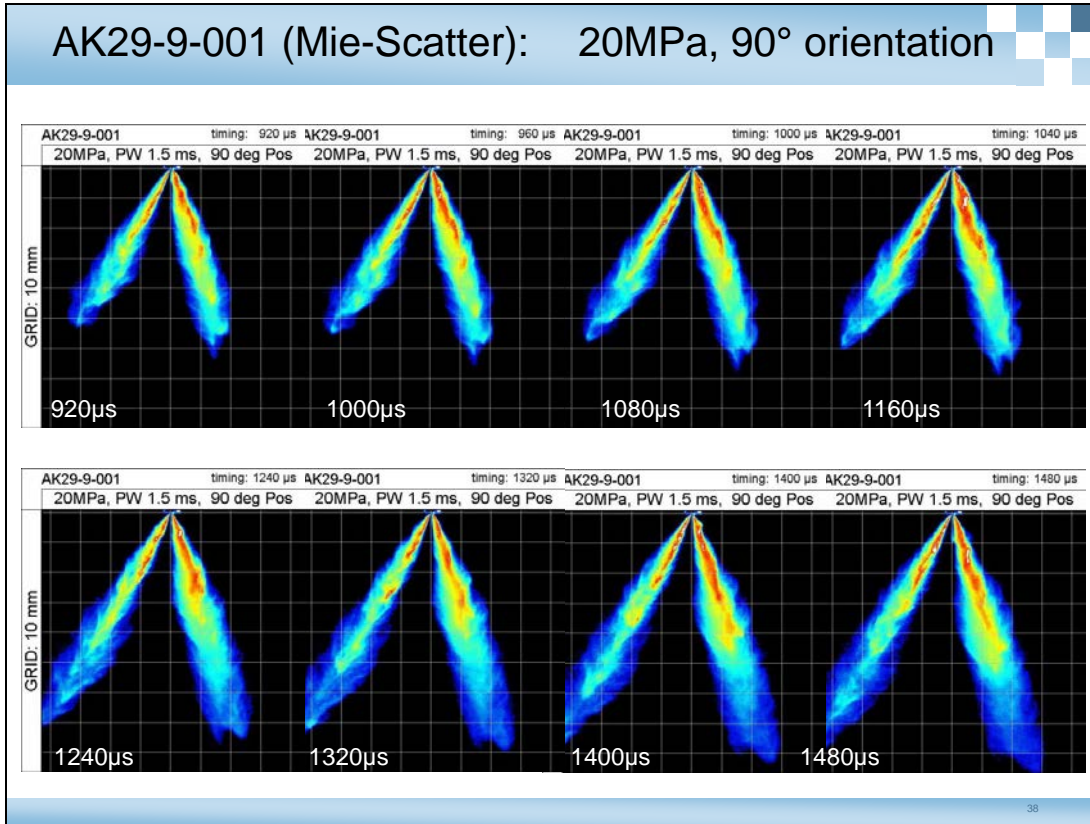 AK29-9-001 (Mie-Scatter): 20MPa, 90° orientation
AK29-9-001 timing: 920 µs AK29-9-001 timing: 960 µs AK29-9-001 timing: 1000 µs AK29-9-001 timing: 1040 µs
20MPa, PW 1.5 ms, 90 deg Pos 20MPa, PW 1.5 ms, 90 deg Pos 20MPa, PW 1.5 ms, 90 deg Pos 20MPa, PW 1.5 ms, 90 deg Pos
GRID: 10 mm
920µs 1000µs 1080µs 1160µs
AK29-9-001 timing: 1240 µs AK29-9-001 timing: 1320 µs AK29-9-001 timing: 1400 µs AK29-9-001 timing: 1480 µs
20MPa, PW 1.5 ms, 90 deg Pos 20MPa, PW 1.5 ms, 90 deg Pos 20MPa, PW 1.5 ms, 90 deg Pos 20MPa, PW 1.5 ms, 90 deg Pos
GRID: 10 mm
1240µs 1320µs 1400µs 1480µs
38